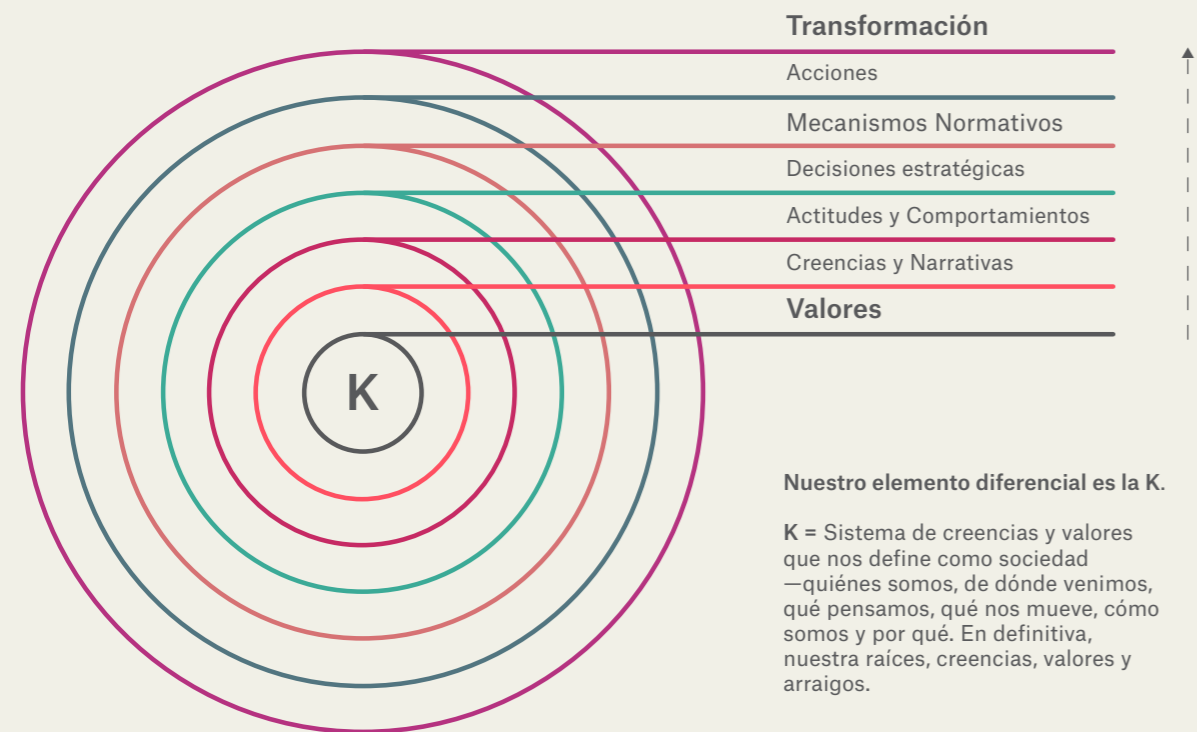 Transformación
Acciones
Mecanismos Normativos
Decisiones estratégicas
Actitudes y Comportamientos
Creencias y Narrativas
Valores
K
Nuestro elemento diferencial es la K.
K = Sistema de creencias y valores
que nos define como sociedad
—quiénes somos, de dónde venimos,
qué pensamos, qué nos mueve, cómo
somos y por qué. En definitiva,
nuestra raíces, creencias, valores y
arraigos.